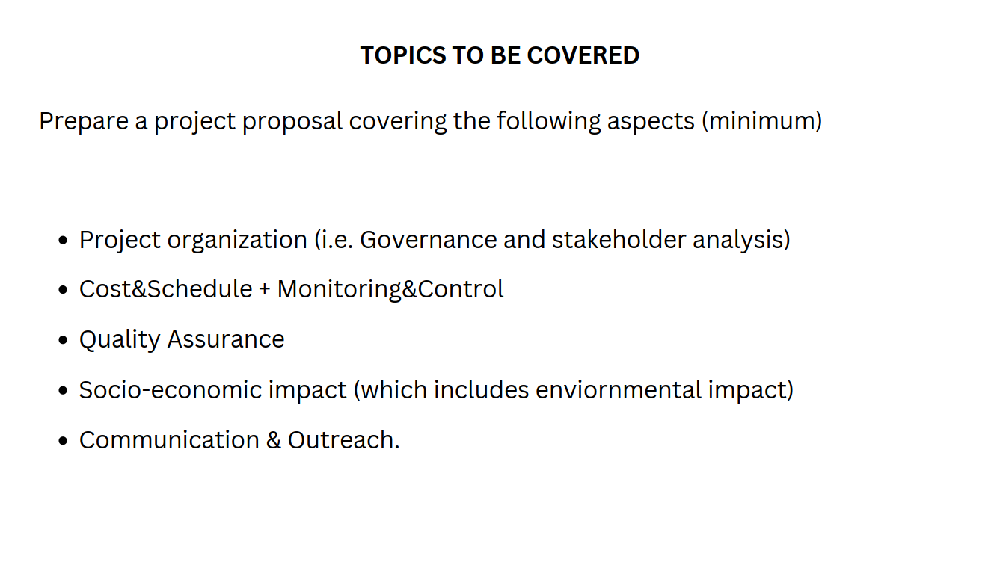 TOPICS TO BE COVERED
Prepare a project proposal covering the following aspects (minimum)
• Project organization (i.e. Governance and stakeholder analysis)
• Cost&Schedule + Monitoring&Control
• Quality Assurance
• Socio-economic impact (which includes enviornmental impact)
• Communication & Outreach.